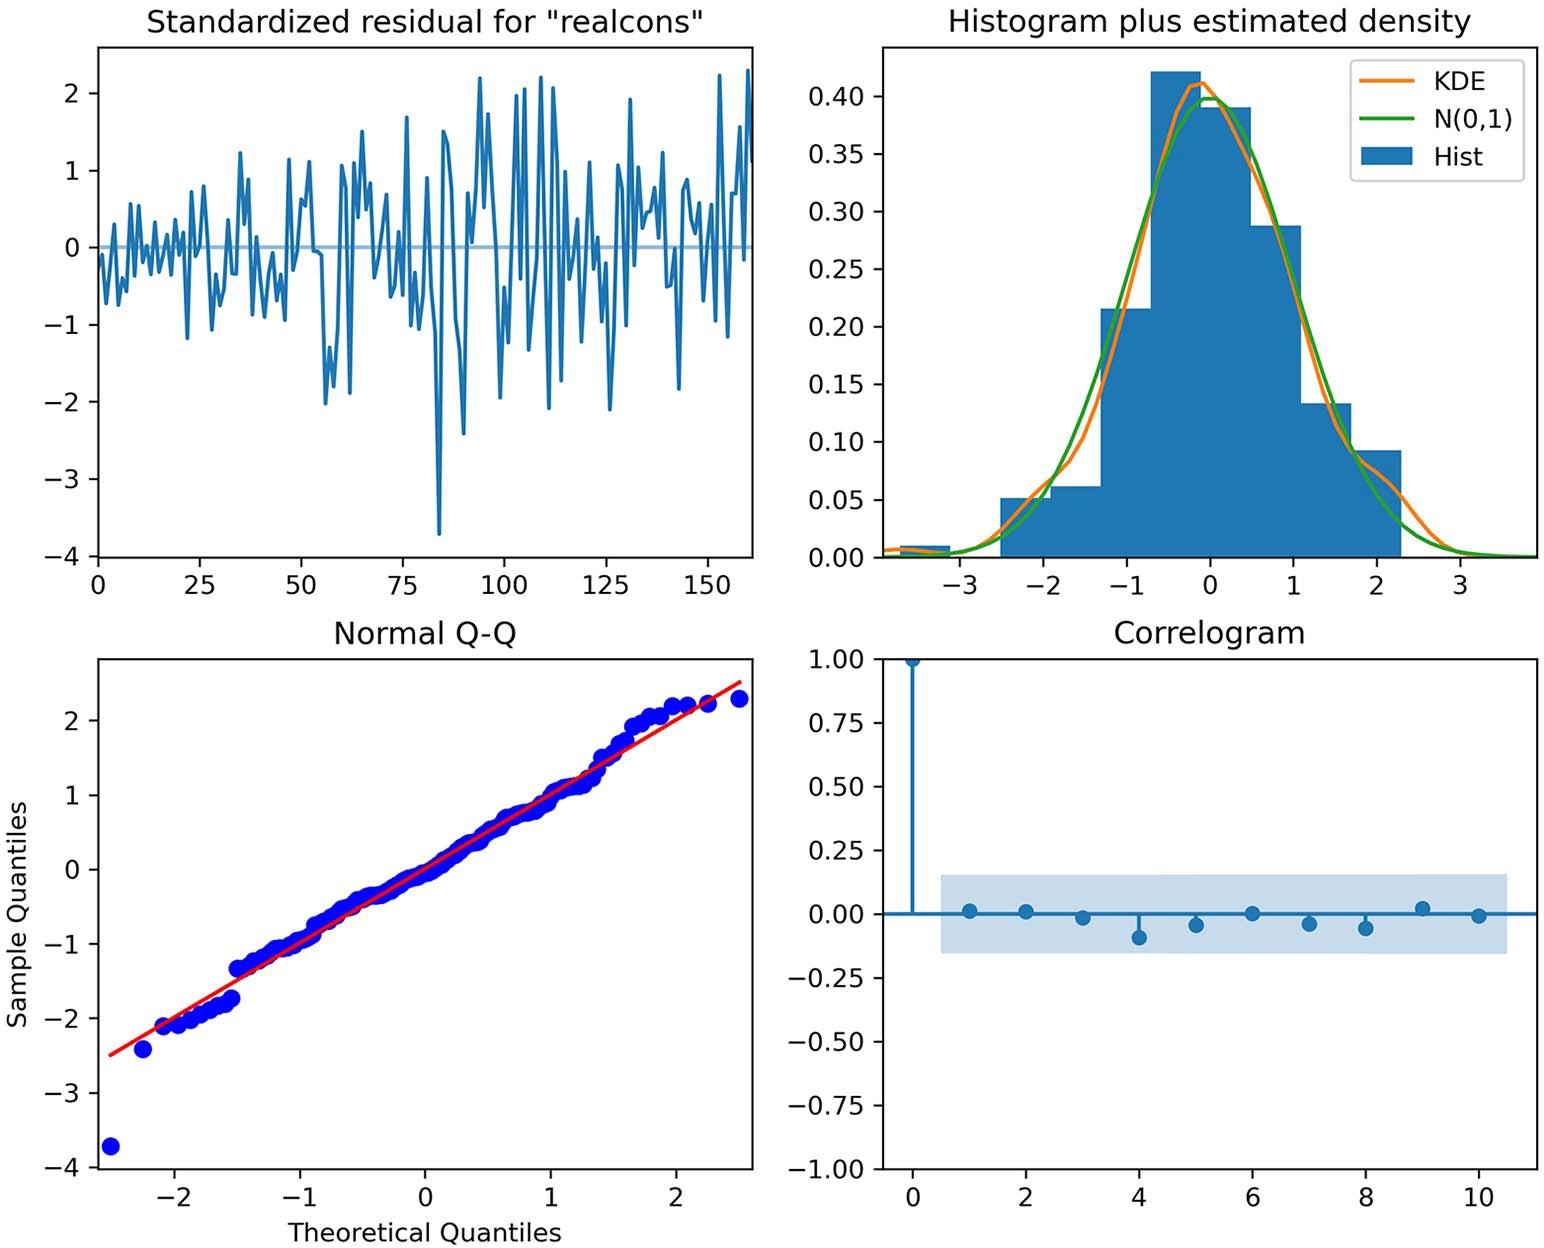 Standardized residual for "realcons"
2
1
0
−1
−2
−3
−4
0 25 50 75 100 125 150
Histogram plus estimated density
KDE
N(0,1)
Hist
0.40
0.35
0.30
0.25
0.20
0.15
0.10
0.05
0.00
−3 −2 −1 0 1 2 3
Normal Q-Q
Sample Quantiles
2
1
0
−1
−2
−3
−4
−2 −1 0 1 2
Theoretical Quantiles
Correlogram
1.00
0.75
0.50
0.25
0.00
−0.25
−0.50
−0.75
−1.00
0 2 4 6 8 10